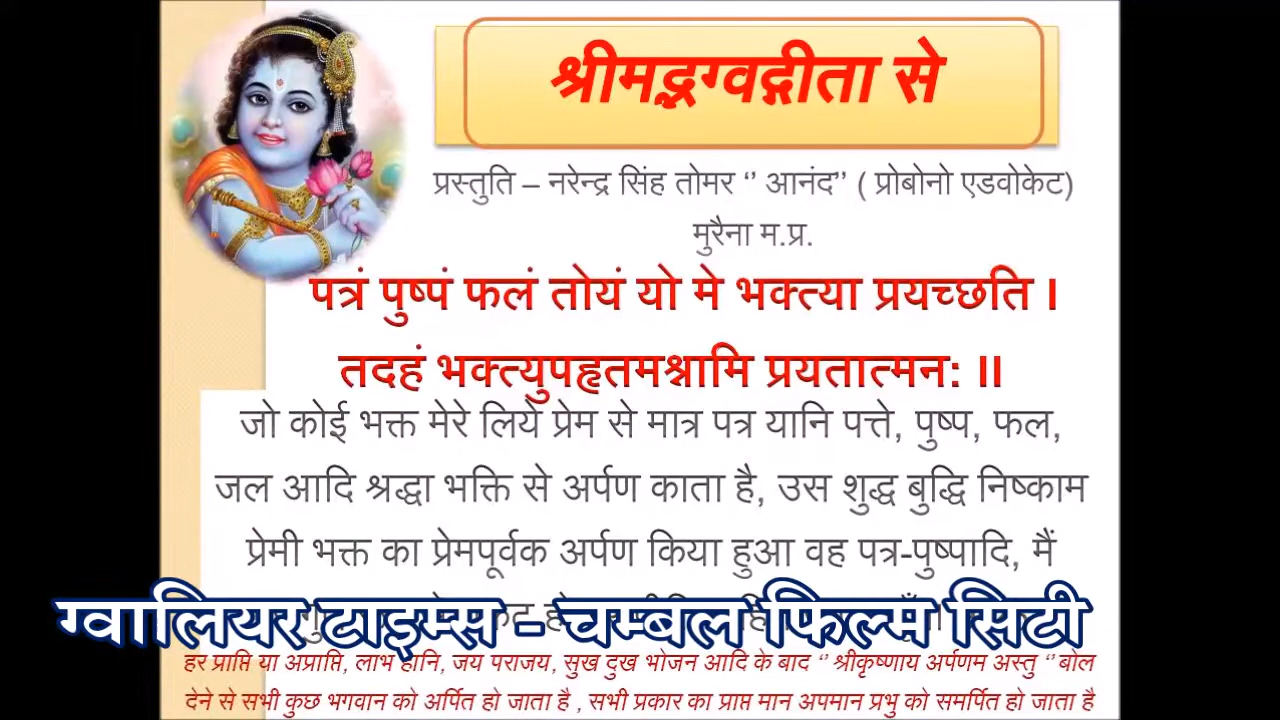 श्रीमद्भग्वद्गीता से
प्रस्तुति – नरेन्द्र सिंह तोमर ‘’ आनंद’’ ( प्रोबोनो एडवोकेट)
मुरैना म.प्र.
पत्रं पुष्पं फलं तोयं यो मे भक्त्या प्रयच्छति ।
तदहं भक्त्युपहृतमश्नामि प्रयतात्मन: ।।
जो कोई भक्त मेरे लिये प्रेम से मात्र पत्र यानि पत्ते, पुष्प, फल,
जल आदि श्रद्धा भक्ति से अर्पण काता है, उस शुद्ध बुद्धि निष्काम
प्रेमी भक्त का प्रेमपूर्वक अर्पण किया हुआ वह पत्र-पुष्पादि, मैं
ग्वालियर टाइम्स - चम्बल फिल्म सिटी
हर प्राप्ति या अप्राप्ति, लाभ हानि, जय पराजय, सुख दुख भोजन आदि के बाद ‘’ श्रीकृष्णाय अर्पणम अस्तु ‘’ बोल
देने से सभी कुछ भगवान को अर्पित हो जाता है , सभी प्रकार का प्राप्त मान अपमान प्रभु को समर्पित हो जाता है